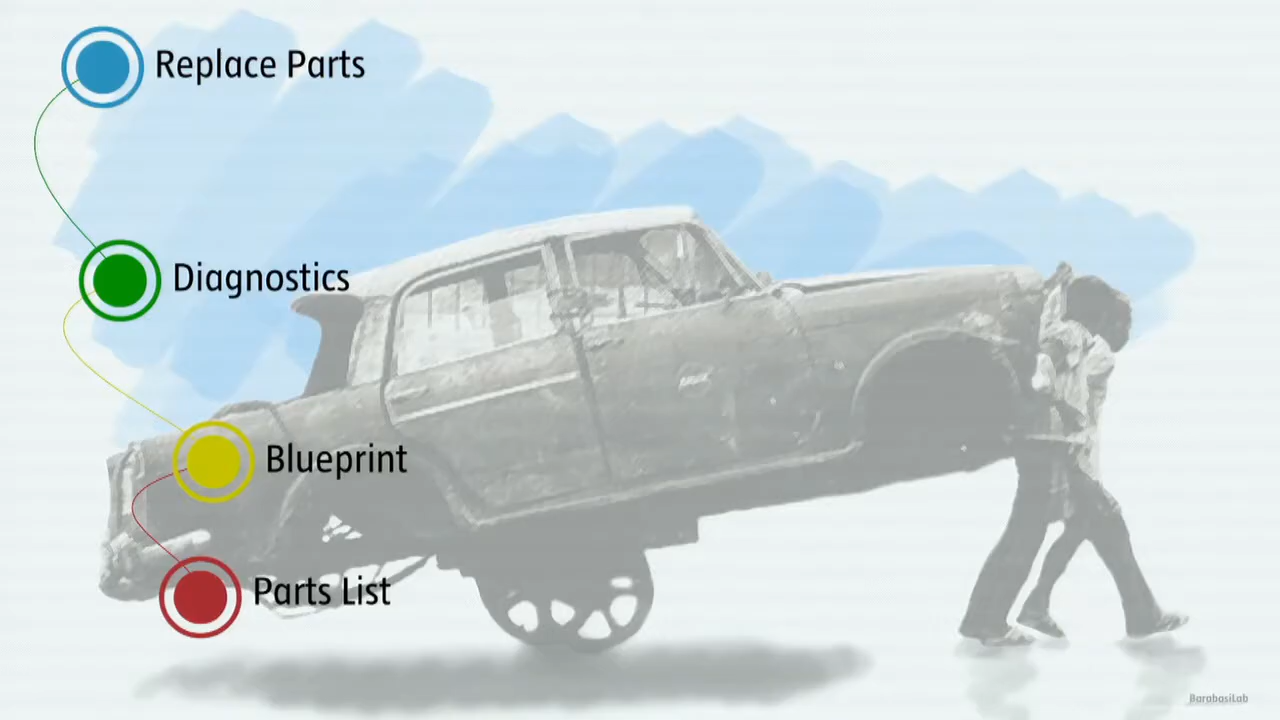 Replace Parts
Diagnostics
Blueprint
Parts List
BarabasiLab